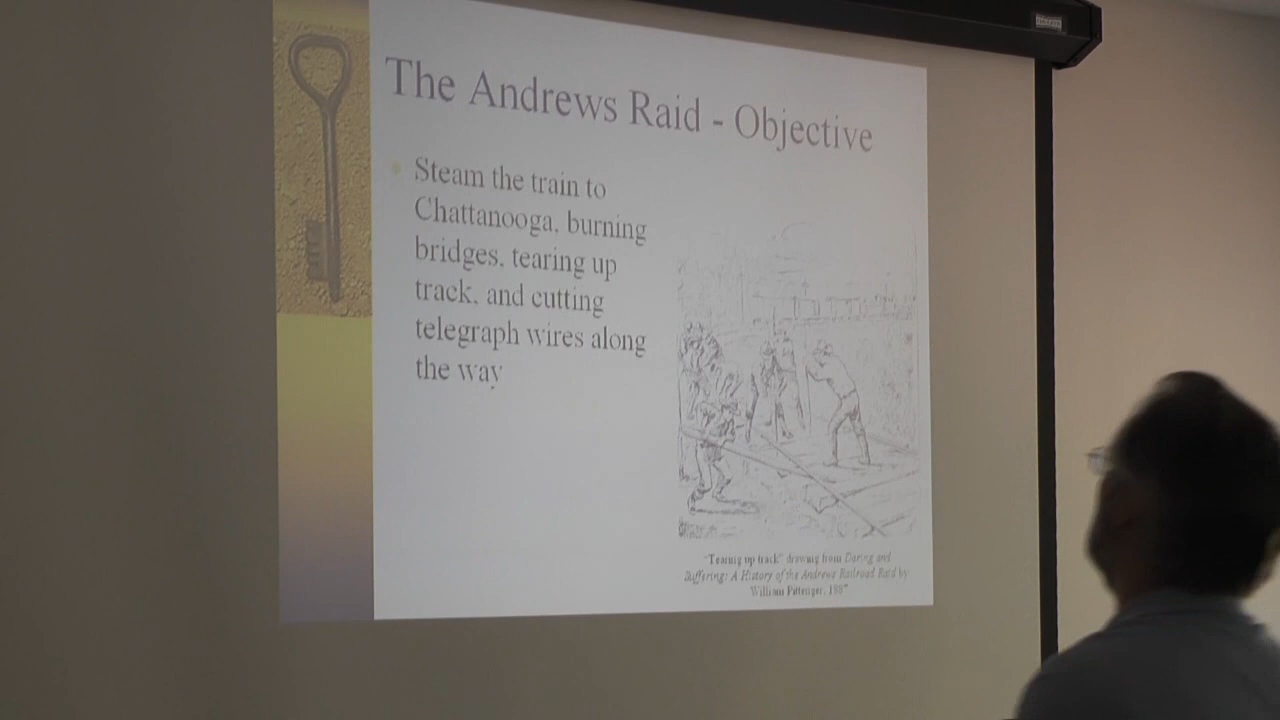 The Andrews Raid - Objective
Steam the train to
Chattanooga, burning
bridges, tearing up
track, and cutting
telegraph wires along
the way
"Tearing up track" drawing from Daring and
Suffering: A History of the Andrews Railroad Raid by
William Pittenger, 1887